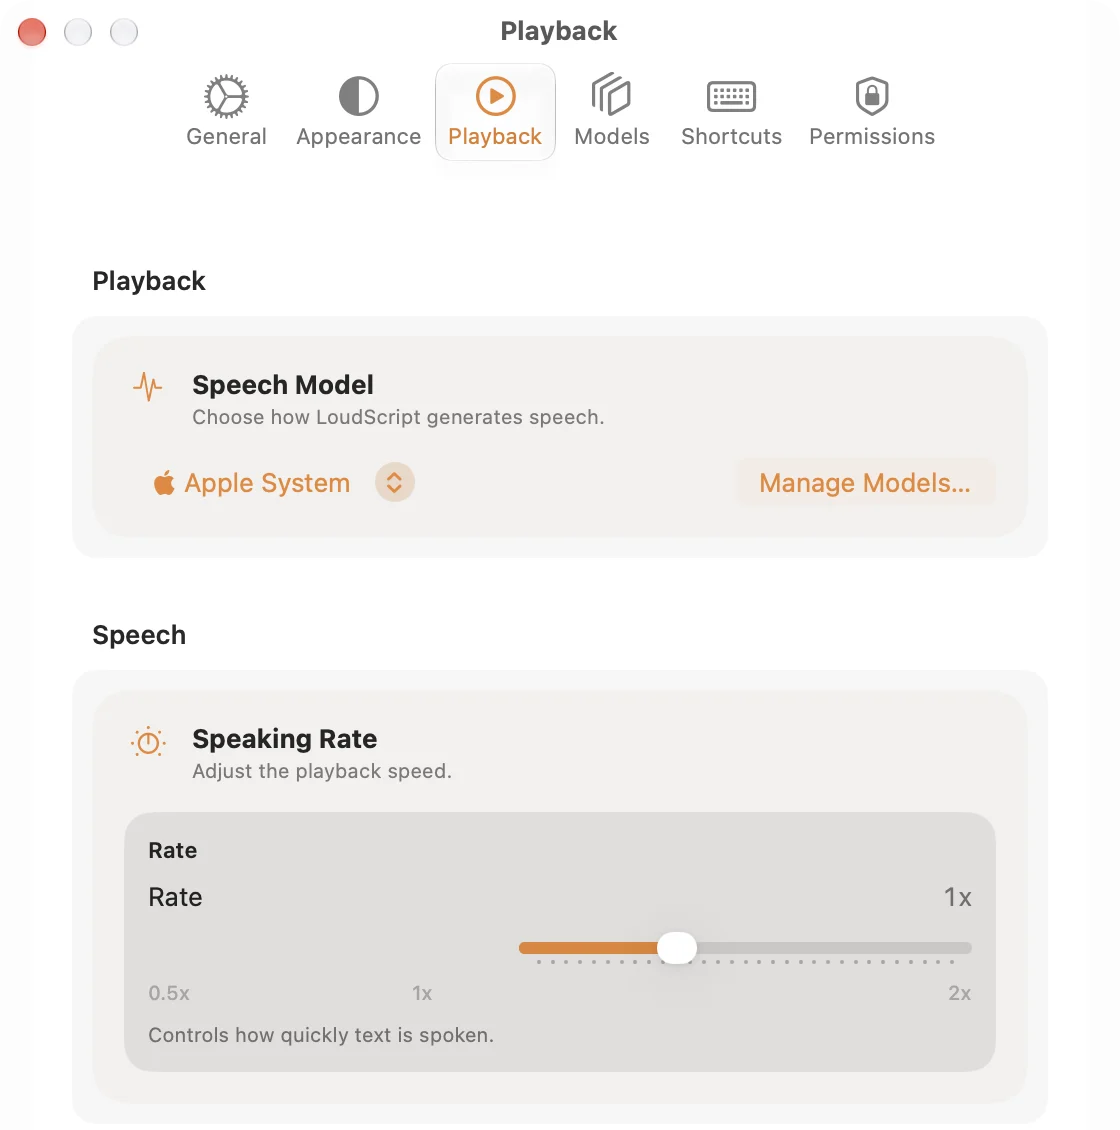 Playback
General
Appearance
Playback
Models
Shortcuts
Permissions
Playback
Speech Model
Choose how LoudScript generates speech.
Apple System
Manage Models...
Speech
Speaking Rate
Adjust the playback speed.
Rate
Rate 1x
0.5x 1x 2x
Controls how quickly text is spoken.